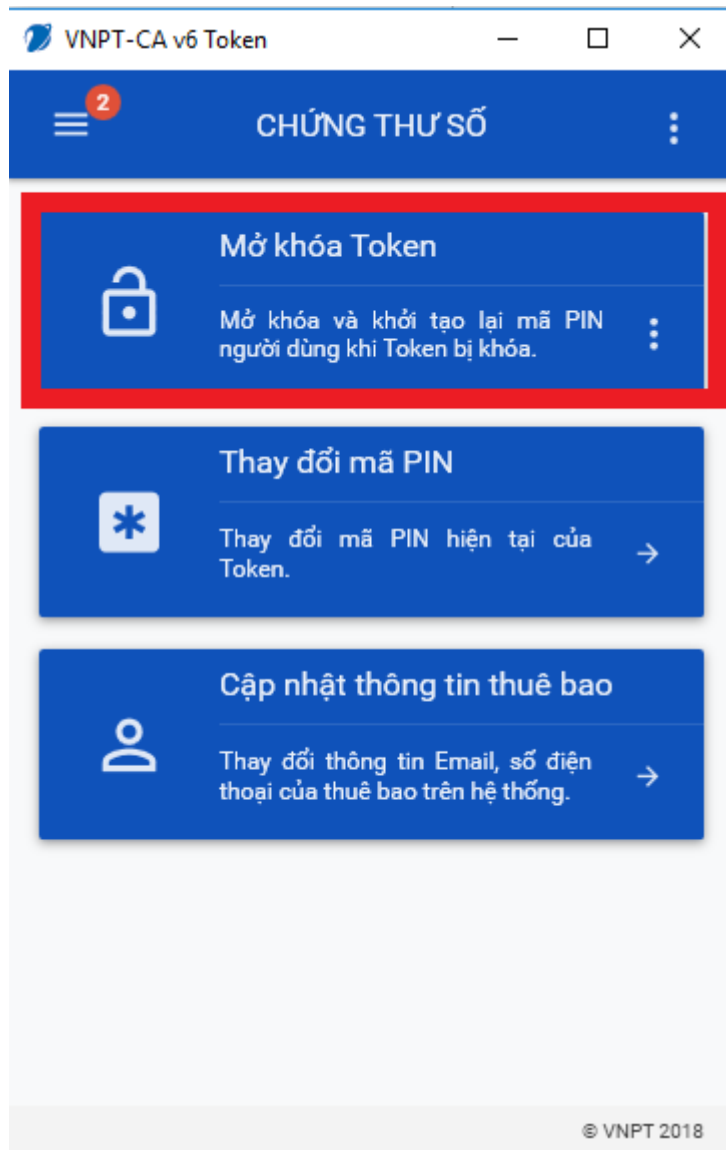 VNPT-CA v6 Token
2
CHỨNG THƯ SỐ
Mở khóa Token
Mở khóa và khởi tạo lại mã PIN
người dùng khi Token bị khóa.
Thay đổi mã PIN
Thay đổi mã PIN hiện tại của
Token.
Cập nhật thông tin thuê bao
Thay đổi thông tin Email, số điện
thoại của thuê bao trên hệ thống.
© VNPT 2018